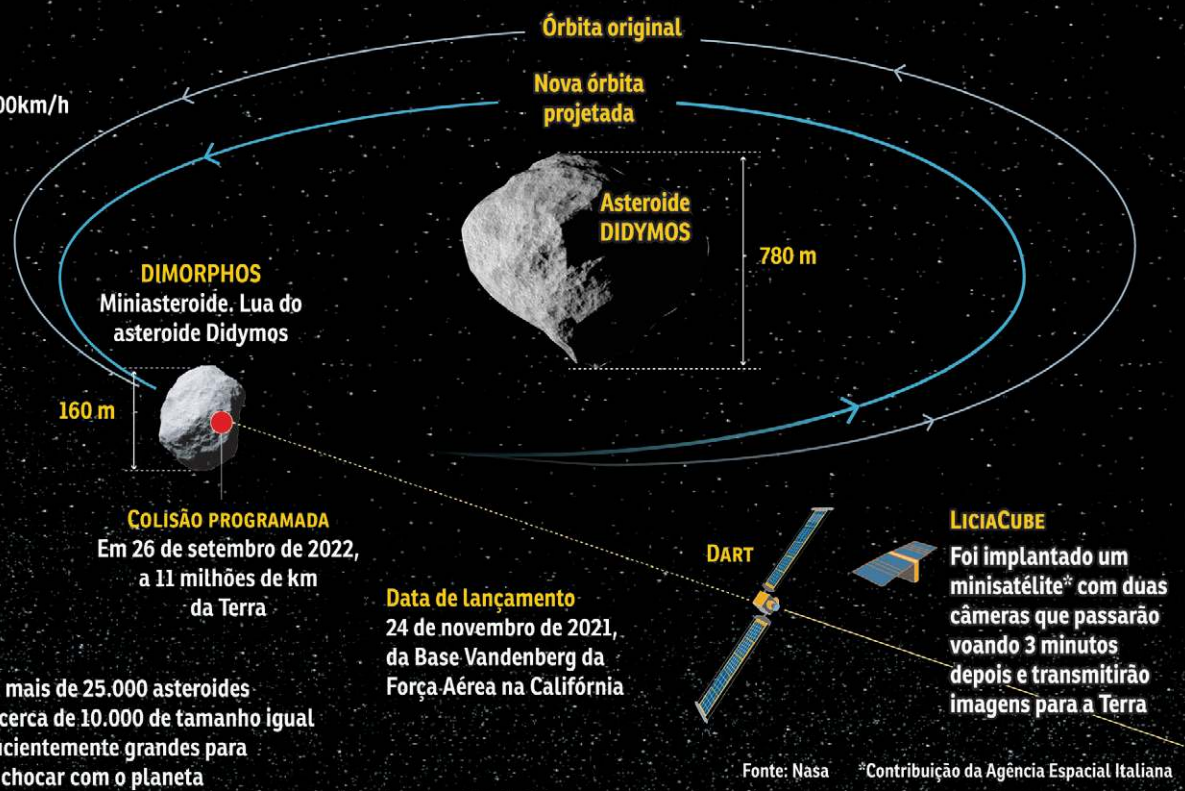 Órbita original
Nova órbita
projetada
00km/h
Asteroide
DIDYMOS
780 m
DIMORPHOS
Miniasteroide. Lua do
asteroide Didymos
160 m
COLISÃO PROGRAMADA
Em 26 de setembro de 2022,
a 11 milhões de km
da Terra
Data de lançamento
24 de novembro de 2021,
da Base Vandenberg da
Força Aérea na Califórnia
DART
LICIACUBE
Foi implantado um
minisatélite* com duas
câmeras que passarão
voando 3 minutos
depois e transmitirão
imagens para a Terra
mais de 25.000 asteroides
cerca de 10.000 de tamanho igual
icientemente grandes para
chocar com o planeta
Fonte: Nasa *Contribuição da Agência Espacial Italiana